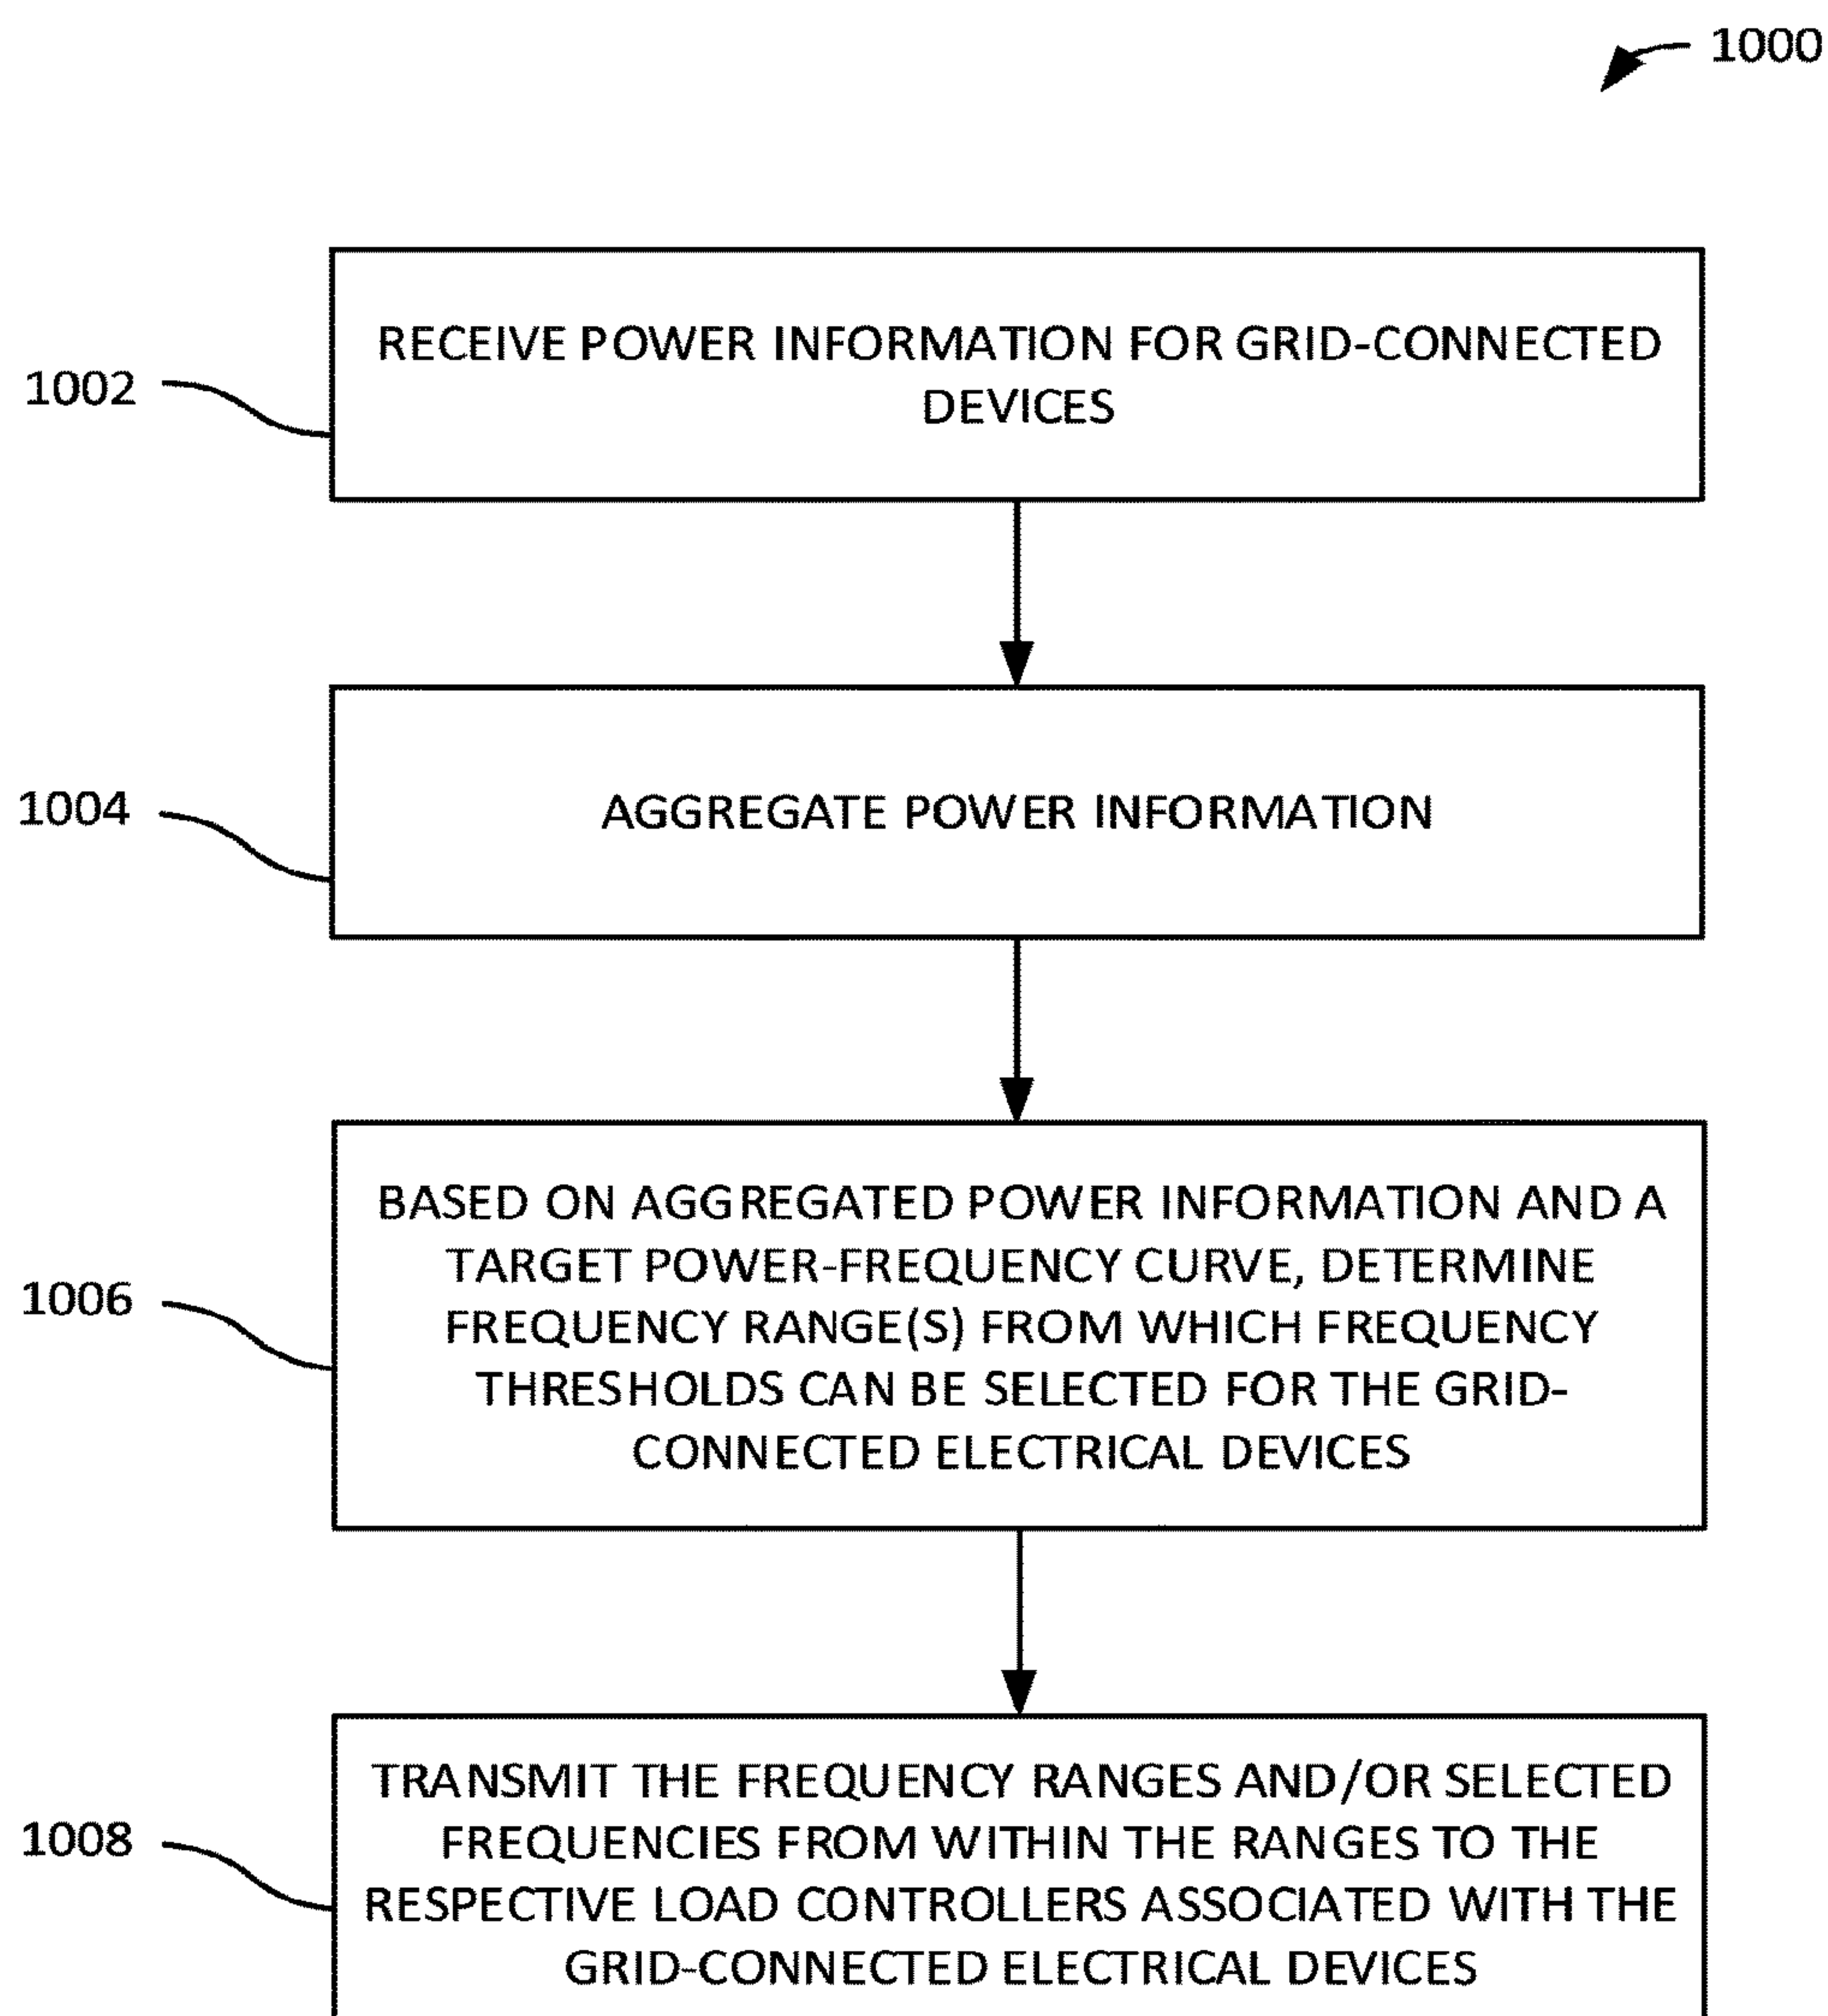 1000
RECEIVE POWER INFORMATION FOR GRID-CONNECTED
DEVICES
1002
AGGREGATE POWER INFORMATION
1004
BASED ON AGGREGATED POWER INFORMATION AND A
TARGET POWER-FREQUENCY CURVE, DETERMINE
FREQUENCY RANGE(S) FROM WHICH FREQUENCY
THRESHOLDS CAN BE SELECTED FOR THE GRID-
CONNECTED ELECTRICAL DEVICES
1006
TRANSMIT THE FREQUENCY RANGES AND/OR SELECTED
FREQUENCIES FROM WITHIN THE RANGES TO THE
RESPECTIVE LOAD CONTROLLERS ASSOCIATED WITH THE
GRID-CONNECTED ELECTRICAL DEVICES
1008